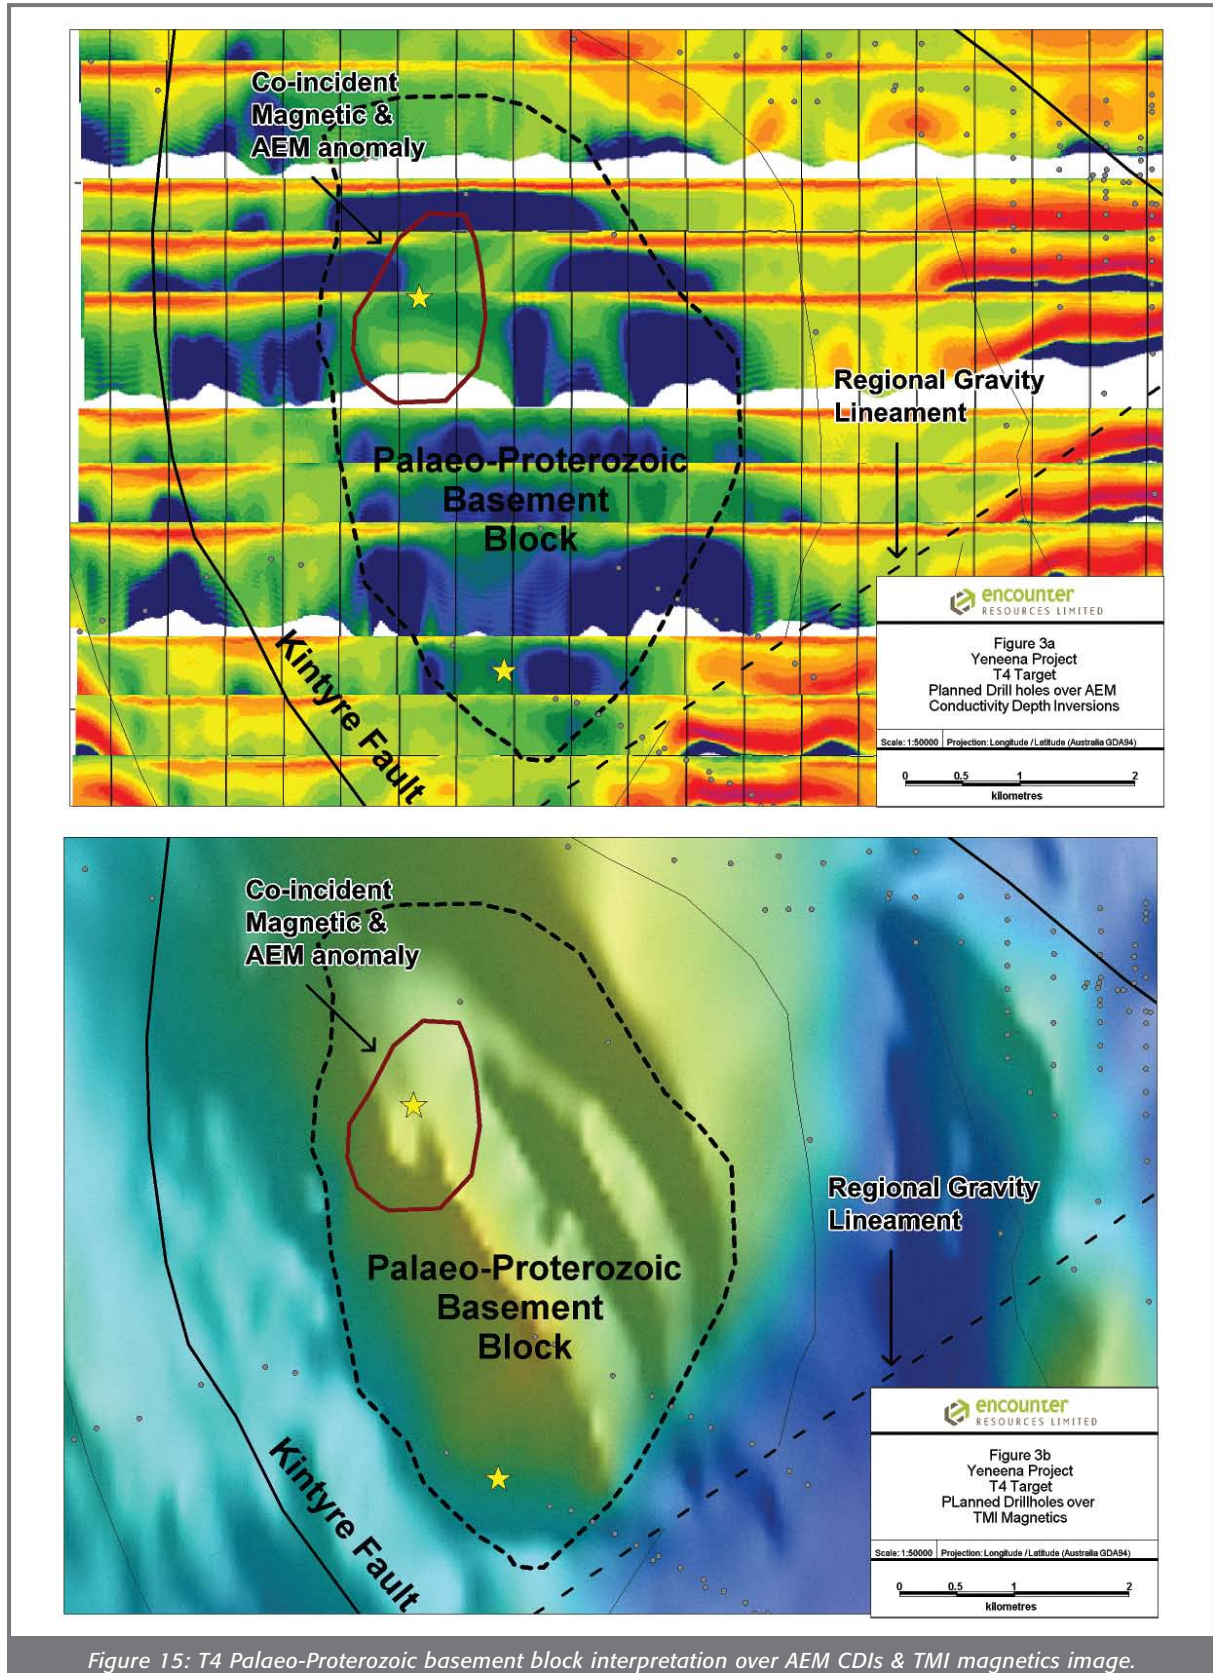 Co-incident
Magnetic &
AEM anomaly
Regional Gravity
Lineament
Palaeo-Proterozoic
Basement
Block
Kintyre Fault
encounter
RESOURCES LIMITED
Figure 3a
Yeneena Project
T4 Target
Planned Drill holes over AEM
Conductivity Depth Inversions
Scale: 1:50000 Projection: Longitude / Latitude (Australia GDA94)
0 0.5 1 2
kilometres
Co-incident
Magnetic &
AEM anomaly
Regional Gravity
Lineament
Palaeo-Proterozoic
Basement
Block
Kintyre Fault
encounter
RESOURCES LIMITED
Figure 3b
Yeneena Project
T4 Target
PLanned Drillholes over
TMI Magnetics
Scale: 1:50000 Projection: Longitude / Latitude (Australia GDA94)
0 0.5 1 2
kilometres
Figure 15: T4 Palaeo-Proterozoic basement block interpretation over AEM CDIs & TMI magnetics image.